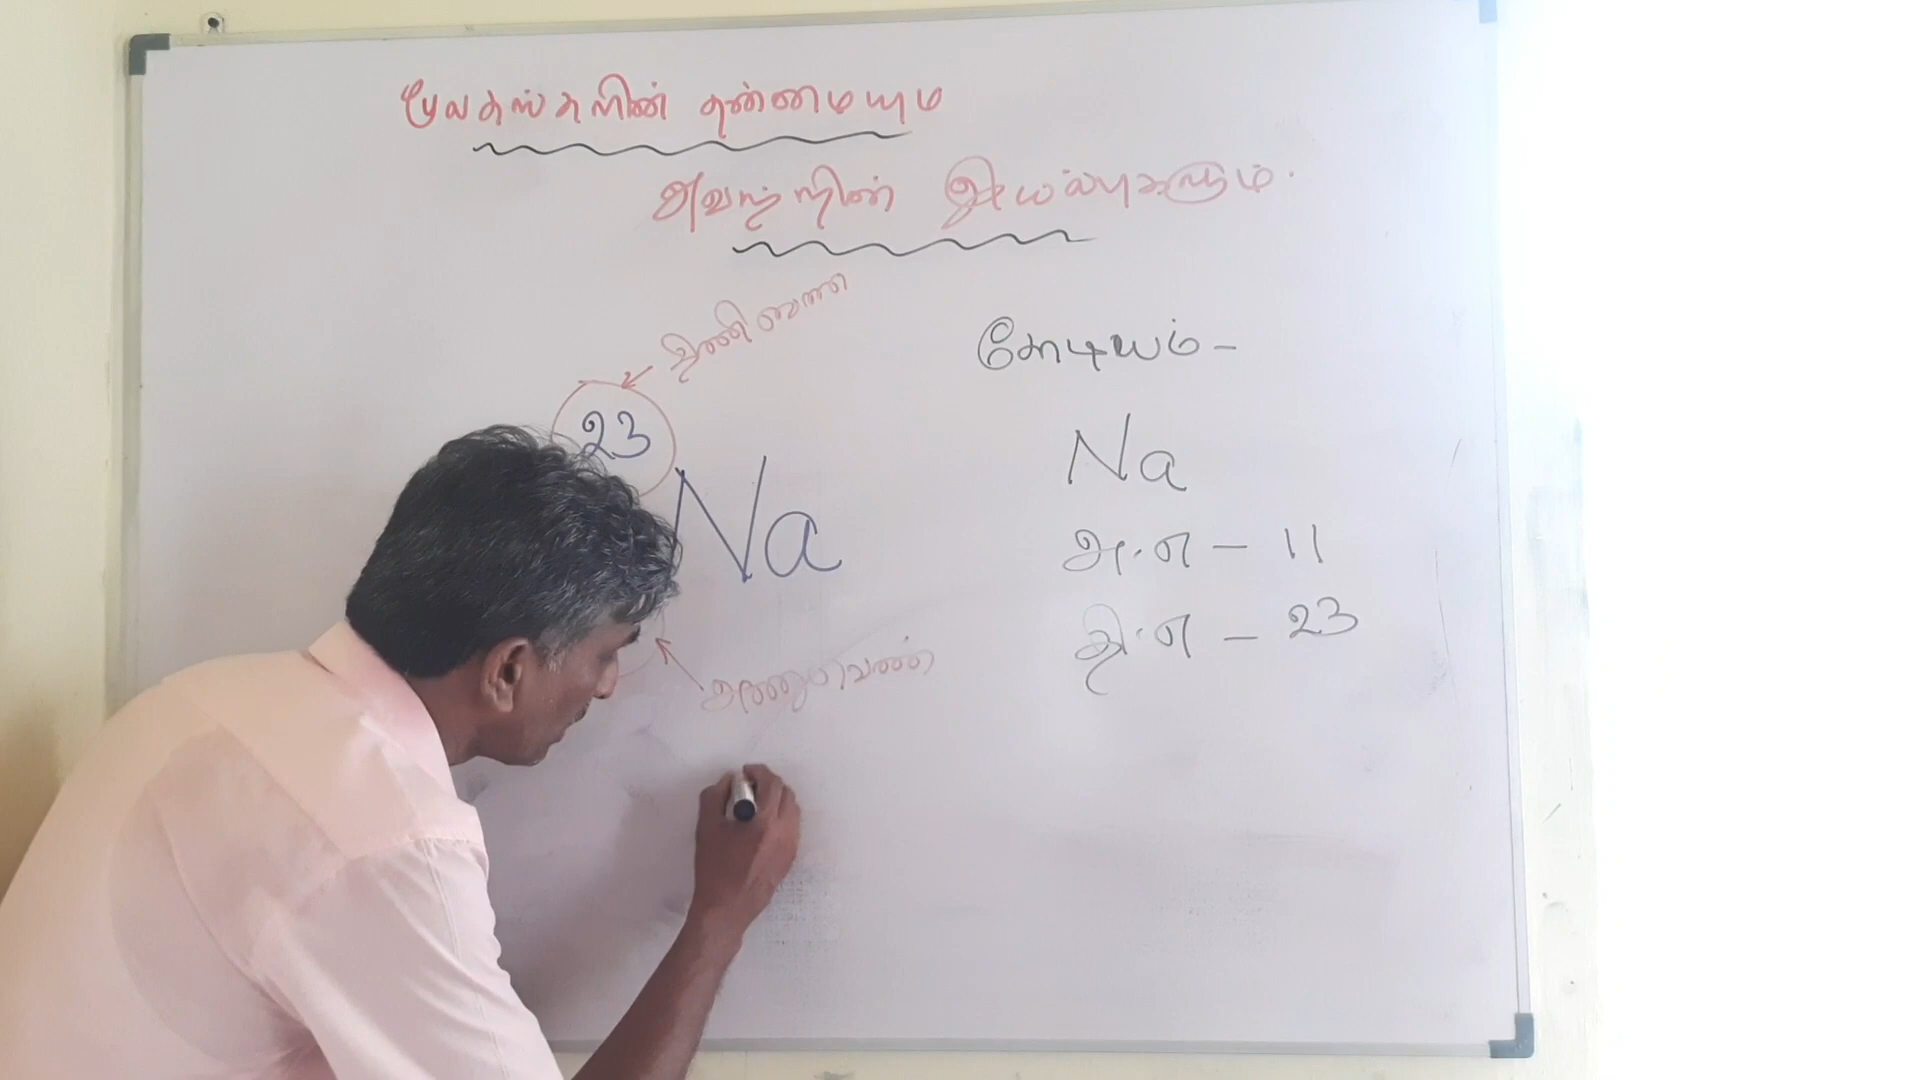 மூலகங்களின் தன்மையும்
அவற்றின் இயல்புகளும்.
திணிவெண்
சோடியம் -
23
Na
Na
அ.எ - 11
தி.எ - 23
அணுவெண்